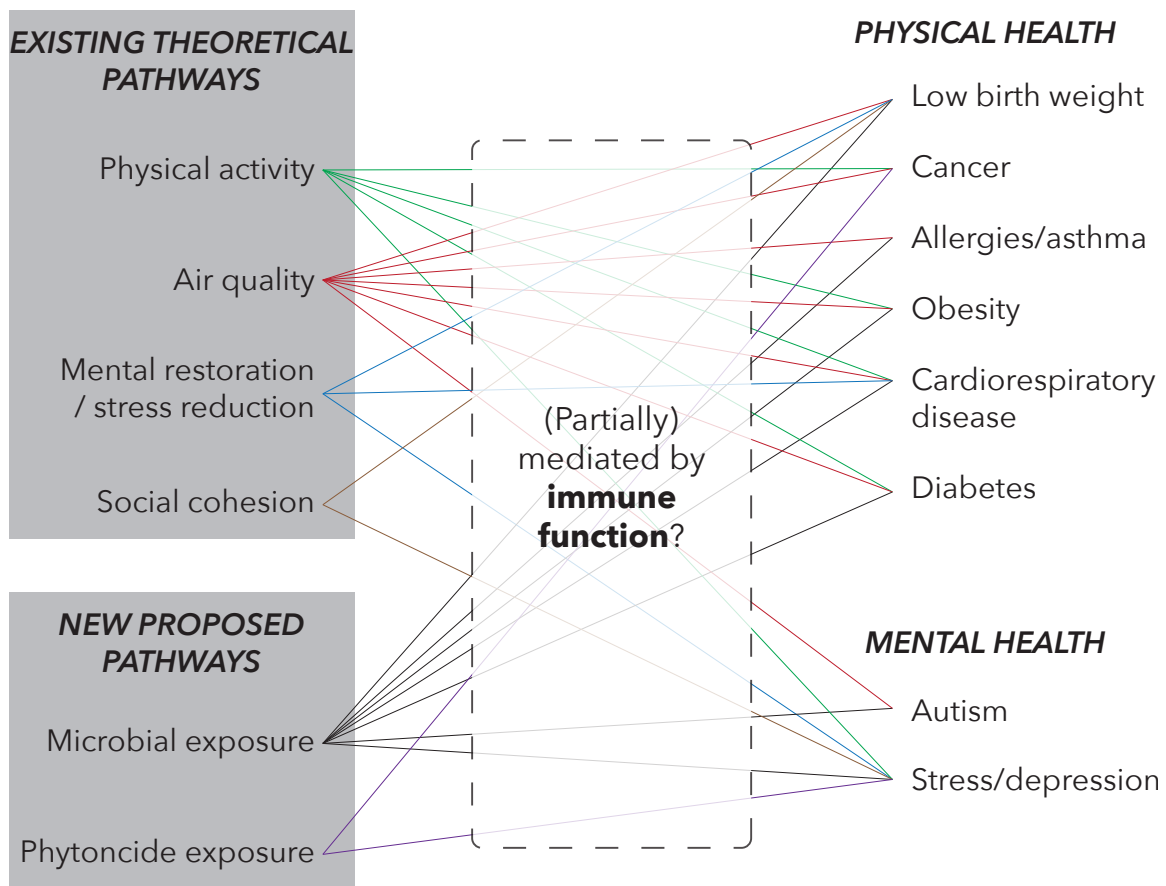 EXISTING THEORETICAL
PATHWAYS
Physical activity
Air quality
Mental restoration
/ stress reduction
Social cohesion
NEW PROPOSED
PATHWAYS
Microbial exposure
Phytoncide exposure
(Partially)
mediated by
immune
function?
PHYSICAL HEALTH
Low birth weight
Cancer
Allergies/asthma
Obesity
Cardiorespiratory
disease
Diabetes
MENTAL HEALTH
Autism
Stress/depression